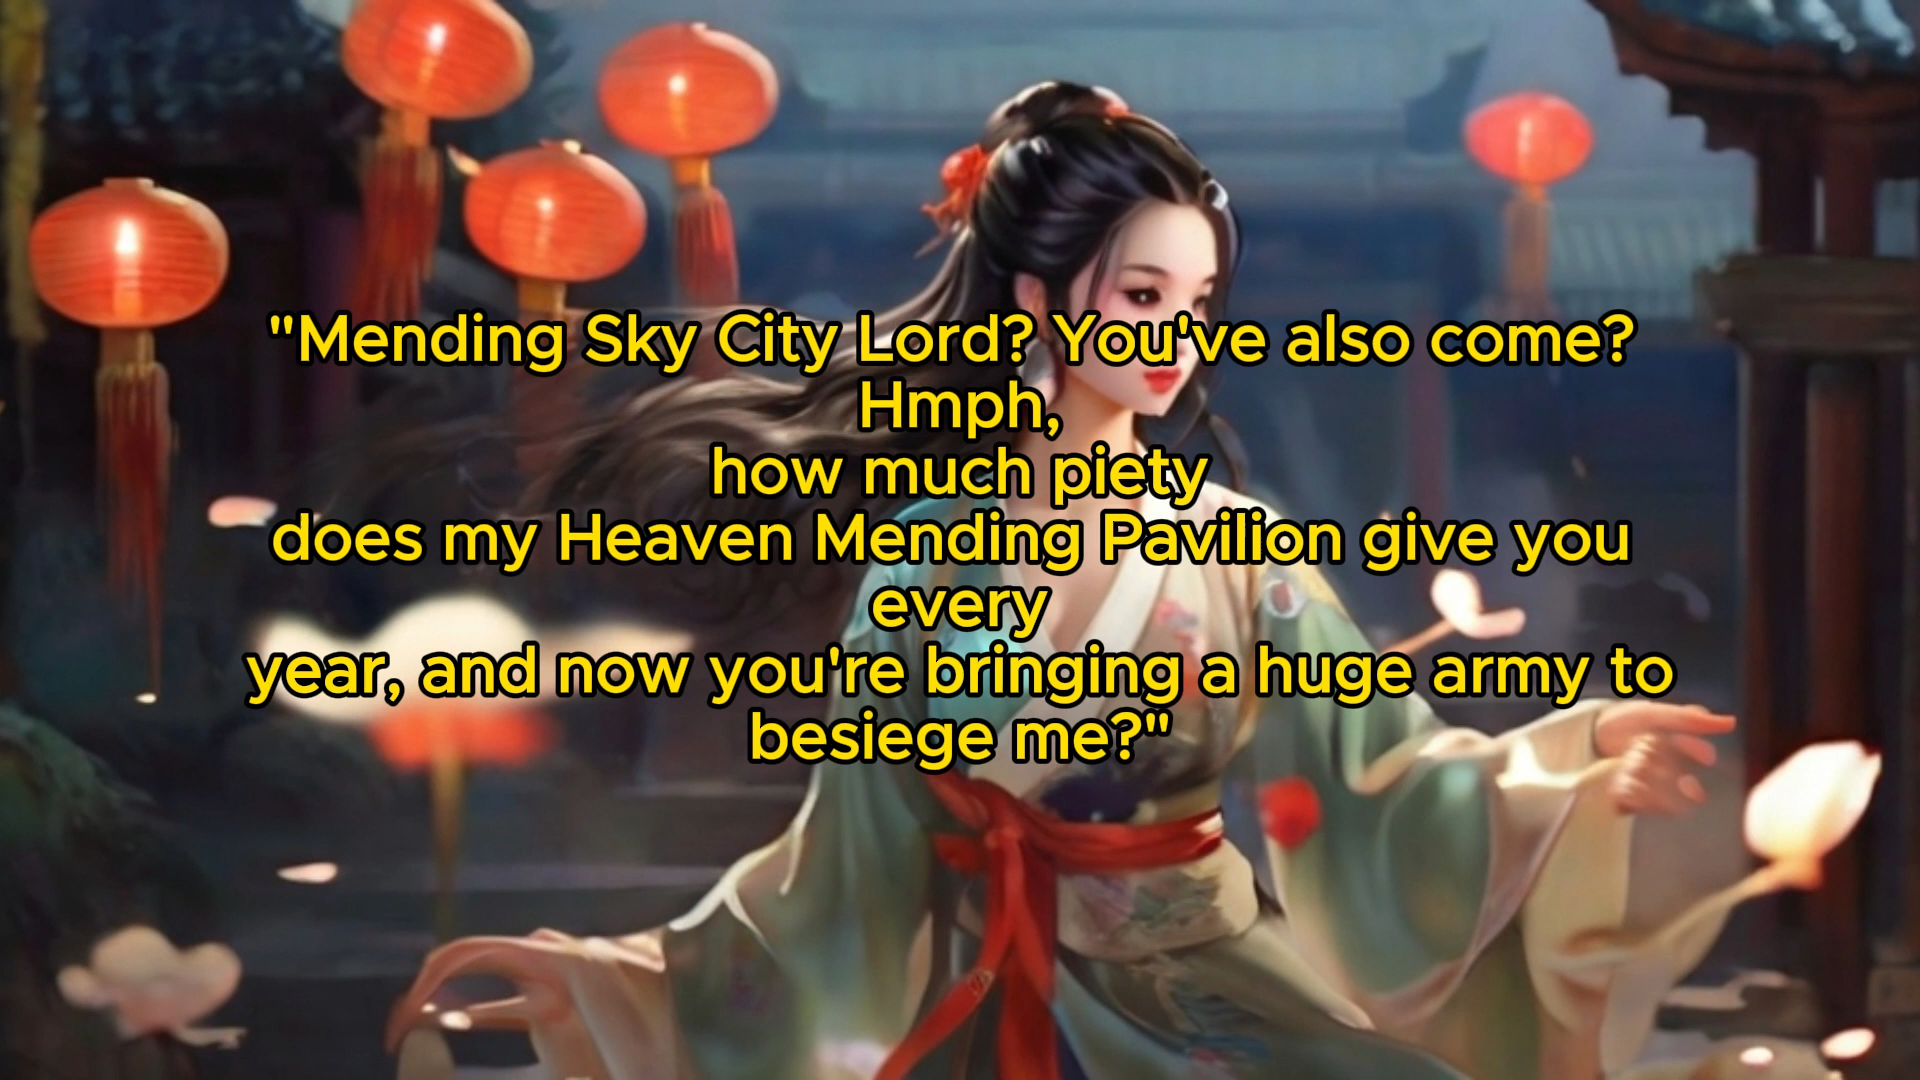 "Mending Sky City Lord? You've also come?
Hmph,
how much piety
does my Heaven Mending Pavilion give you
every
year, and now you're bringing a huge army to
besiege me?"